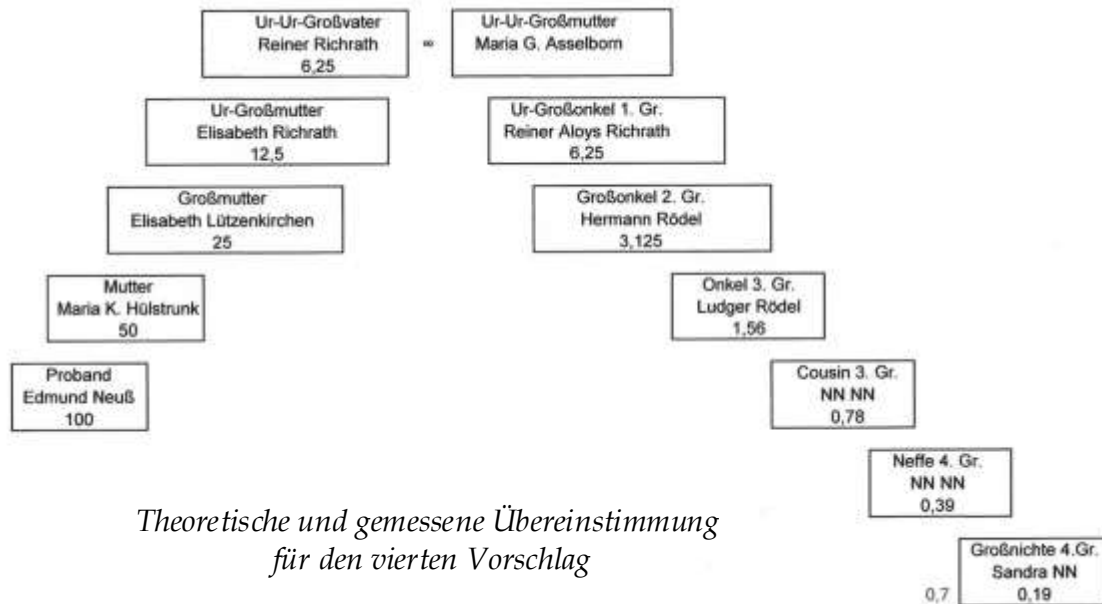 Ur-Ur-Großvater
Reiner Richrath
6,25
∞
Ur-Ur-Großmutter
Maria G. Asselborn
Ur-Großmutter
Elisabeth Richrath
12,5
Ur-Großonkel 1. Gr.
Reiner Aloys Richrath
6,25
Großmutter
Elisabeth Lützenkirchen
25
Großonkel 2. Gr.
Hermann Rödel
3,125
Mutter
Maria K. Hülstrunk
50
Onkel 3. Gr.
Ludger Rödel
1,56
Proband
Edmund Neuß
100
Cousin 3. Gr.
NN NN
0,78
Neffe 4. Gr.
NN NN
0,39
Theoretische und gemessene Übereinstimmung
für den vierten Vorschlag
Großnichte 4.Gr.
Sandra NN
0,7 0,19